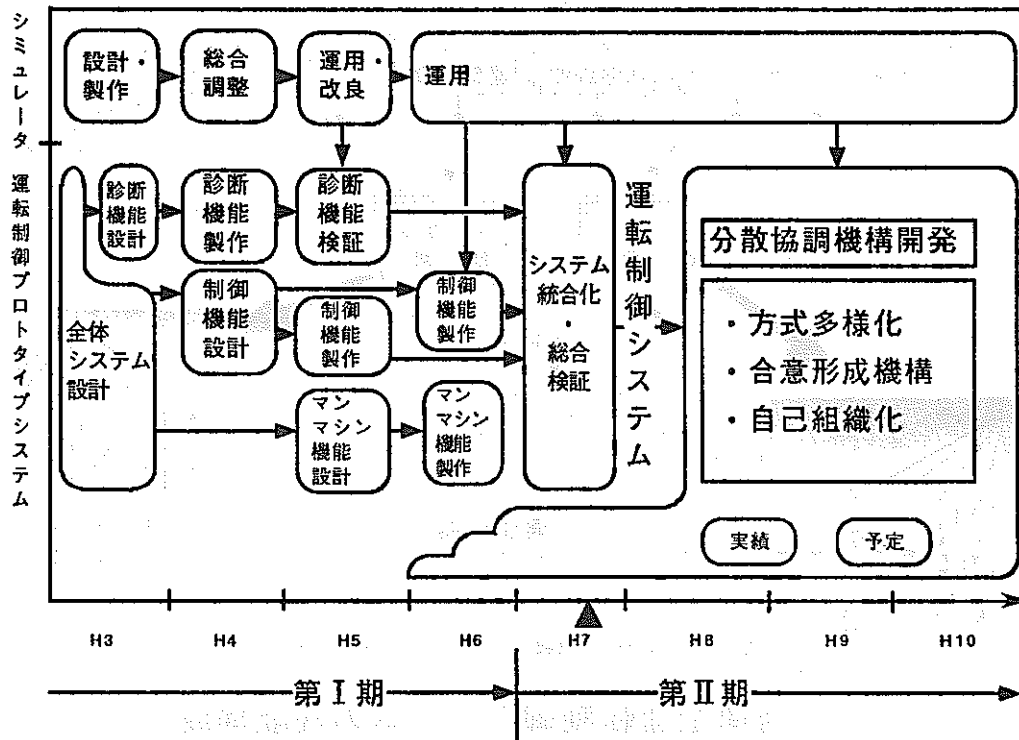 シミュレータ
運転制御プロトタイプシステム
設計・
製作
総合
調整
運用・
改良
運用
診断
機能
設計
診断
機能
製作
診断
機能
検証
全体
システム
設計
制御
機能
設計
制御
機能
製作
制御
機能
製作
マン
マシン
機能
設計
マン
マシン
機能
製作
システム
統合化
・
総合
検証
運転制御システム
分散協調機構開発
・方式多様化
・合意形成機構
・自己組織化
実績
予定
H3
H4
H5
H6
H7
H8
H9
H10
第Ⅰ期
第Ⅱ期